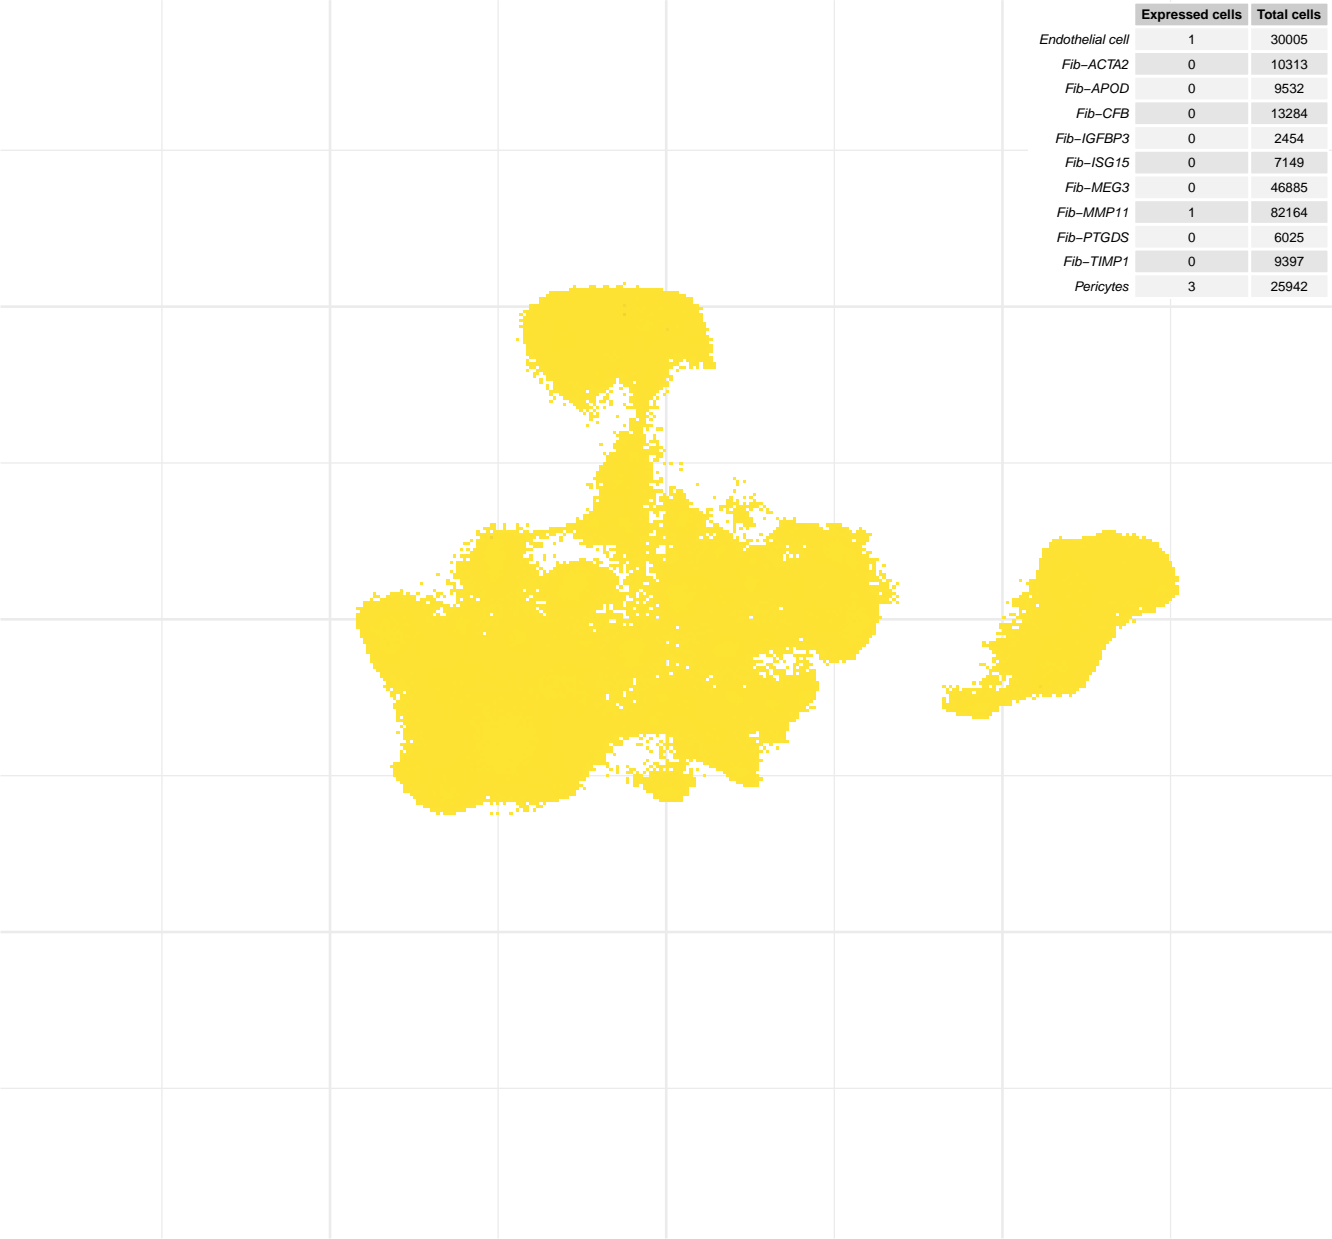 Expressed cells Total cells
Endothelial cell 1 30005
Fib−ACTA2 0 10313
Fib−APOD 0 9532
Fib−CFB 0 13284
Fib−IGFBP3 0 2454
Fib−ISG15 0 7149
Fib−MEG3 0 46885
Fib−MMP11 1 82164
Fib−PTGDS 0 6025
Fib−TIMP1 0 9397
Pericytes 3 25942